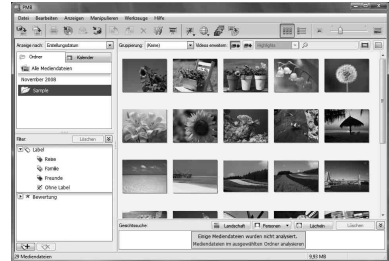 PMB
Datei Bearbeiten Anzeigen Manipulieren Werkzeuge Hilfe
Anzeige nach: Erstellungsdatum
Gruppierung: (Keine)
Videos erweitern:
Highlights
Ordner
Kalender
Alle Mediendateien
November 2008
Sample
Filter:
Löschen
Label
Reise
Familie
Freunde
Ohne Label
Bewertung
Gesichtssuche:
Landschaft
Personen
Lächeln
Löschen
Einige Mediendateien wurden nicht analysiert.
Mediendateien im ausgewählten Ordner analysieren
29 Mediendateien
9,93 MB